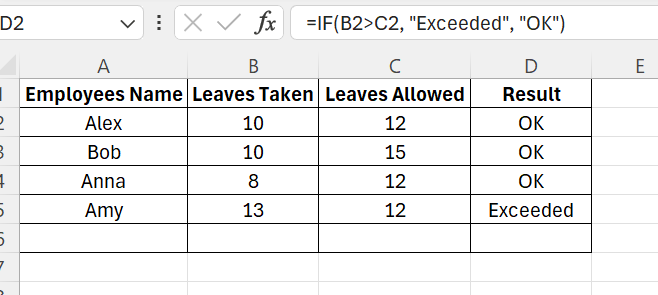 D2 fx =IF(B2>C2, "Exceeded", "OK")
A B C D E
1 Employees Name Leaves Taken Leaves Allowed Result
2 Alex 10 12 OK
3 Bob 10 15 OK
4 Anna 8 12 OK
5 Amy 13 12 Exceeded
6
7